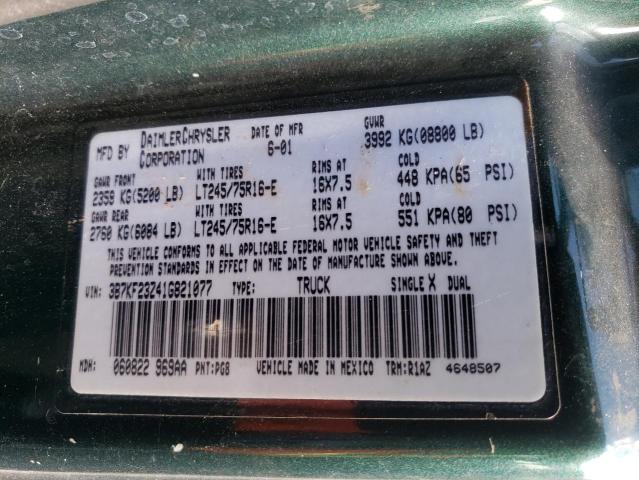 MFD BY DAIMLERCHRYSLER CORPORATION DATE OF MFR 6-01 GVWR 3992 KG(08800 LB)
GAWR FRONT WITH TIRES RIMS AT COLD
2359 KG(5200 LB) LT245/75R16-E 16X7.5 448 KPA(65 PSI)
GAWR REAR WITH TIRES RIMS AT COLD
2760 KG(6084 LB) LT245/75R16-E 16X7.5 551 KPA(80 PSI)
THIS VEHICLE CONFORMS TO ALL APPLICABLE FEDERAL MOTOR VEHICLE SAFETY AND THEFT
PREVENTION STANDARDS IN EFFECT ON THE DATE OF MANUFACTURE SHOWN ABOVE.
VIN: 3B7KF23Z41G821077 TYPE: TRUCK SINGLE X DUAL
MDH: 060822 969AA PNT:PG8 VEHICLE MADE IN MEXICO TRM:R1AZ 4648507